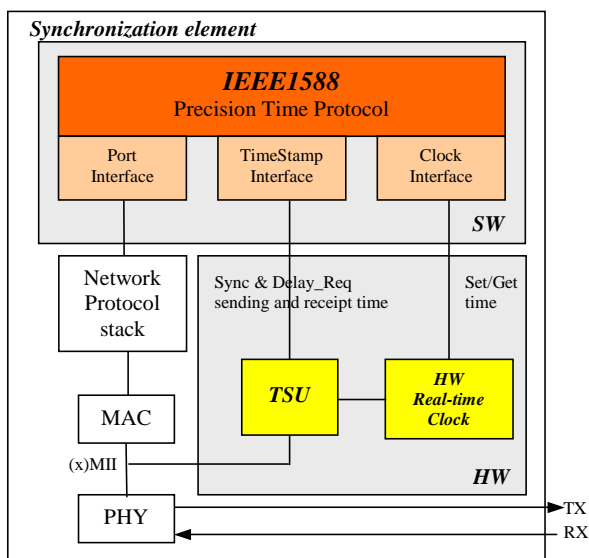 Synchronization element
IEEE1588
Precision Time Protocol
Port
Interface
TimeStamp
Interface
Clock
Interface
SW
Network
Protocol
stack
Sync & Delay_Req
sending and receipt time
Set/Get
time
TSU
HW
Real-time
Clock
MAC
(x)MII
HW
PHY
TX
RX